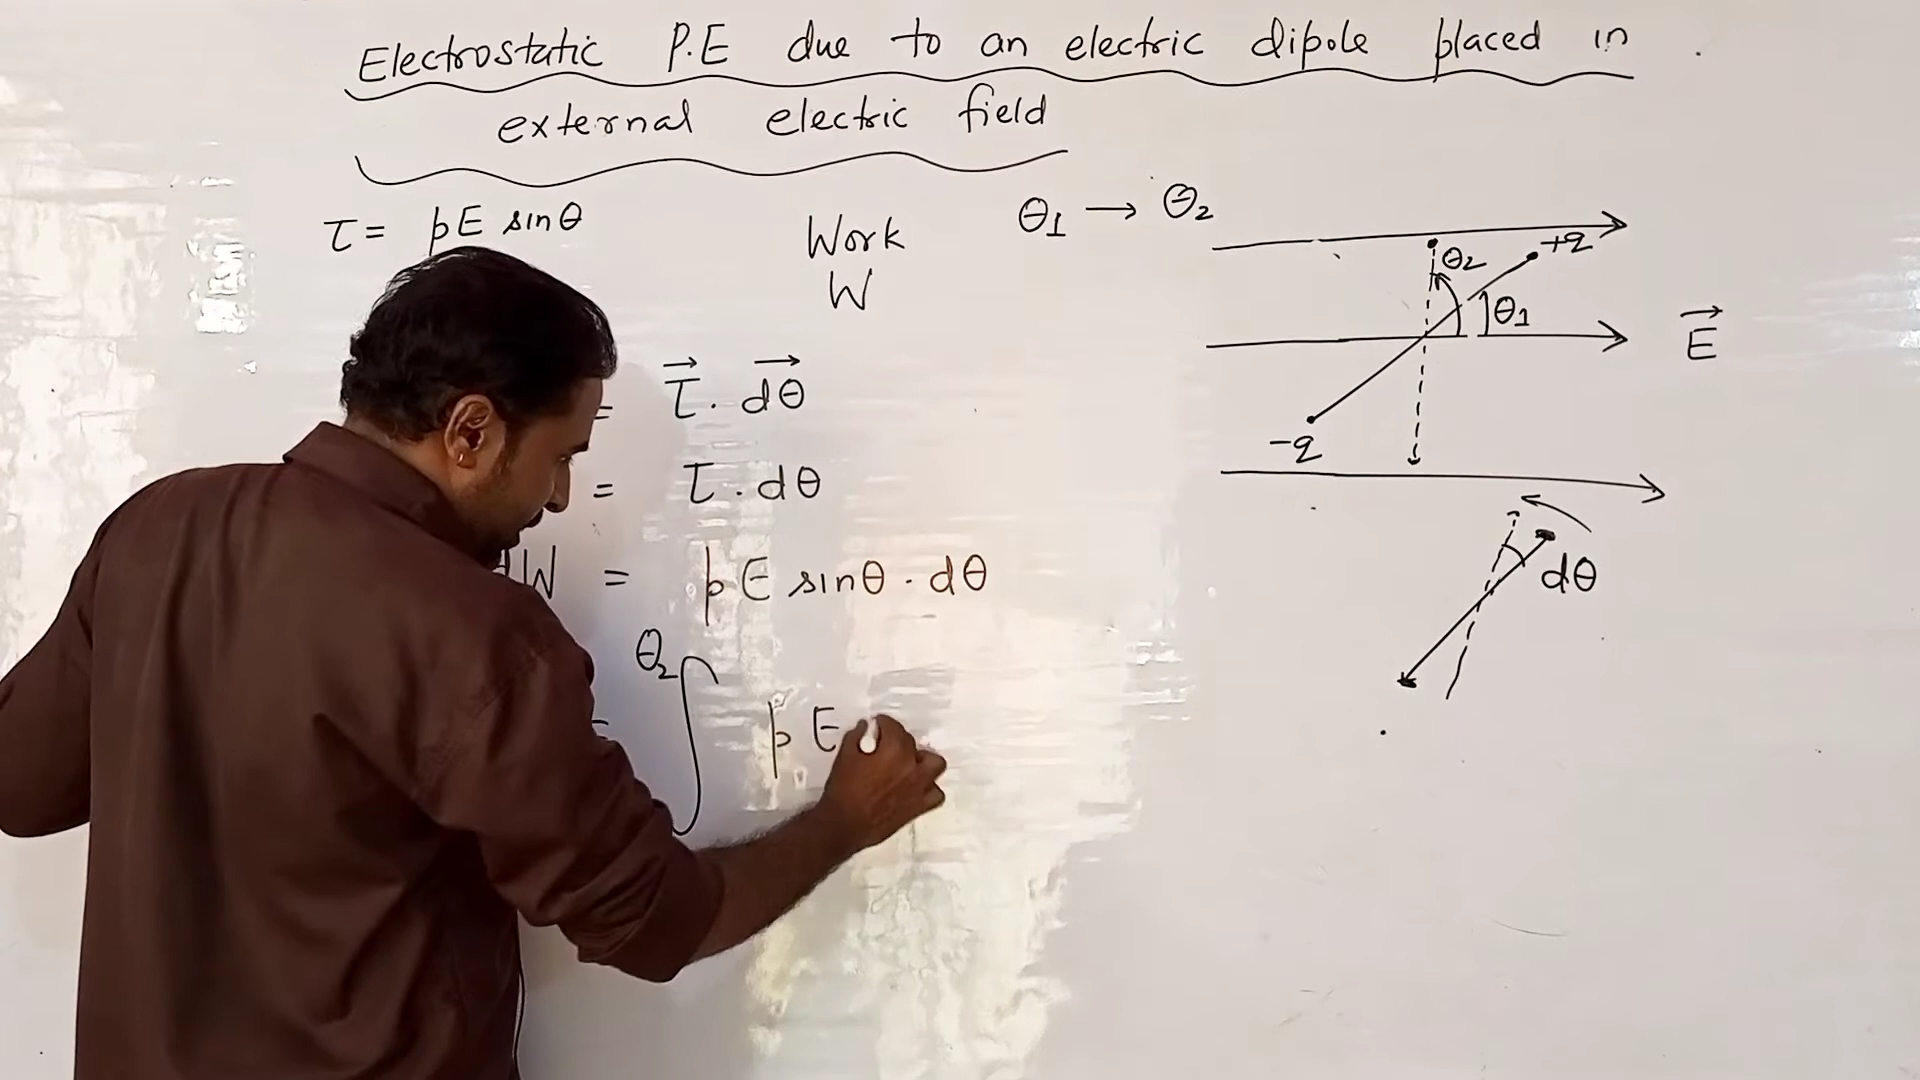 Electrostatic P.E due to an electric dipole placed in
external electric field
τ = pE sinθ
Work
W
θ1 → θ2
= τ⃗ . dθ⃗
= τ . dθ
dW = pE sinθ · dθ
= θ2 ∫ p E
θ2
+q
θ1
E⃗
-q
dθ